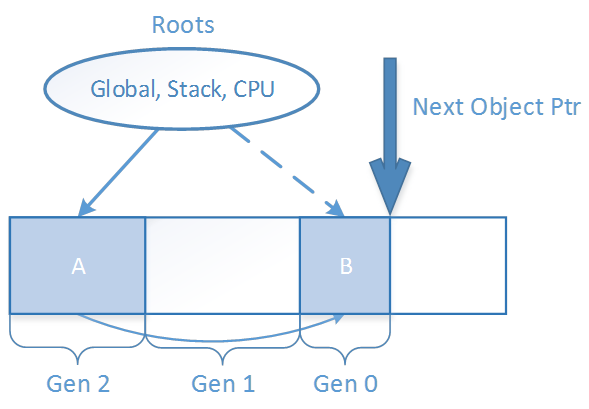 Roots
Global, Stack, CPU
Next Object Ptr
A
B
Gen 2
Gen 1
Gen 0